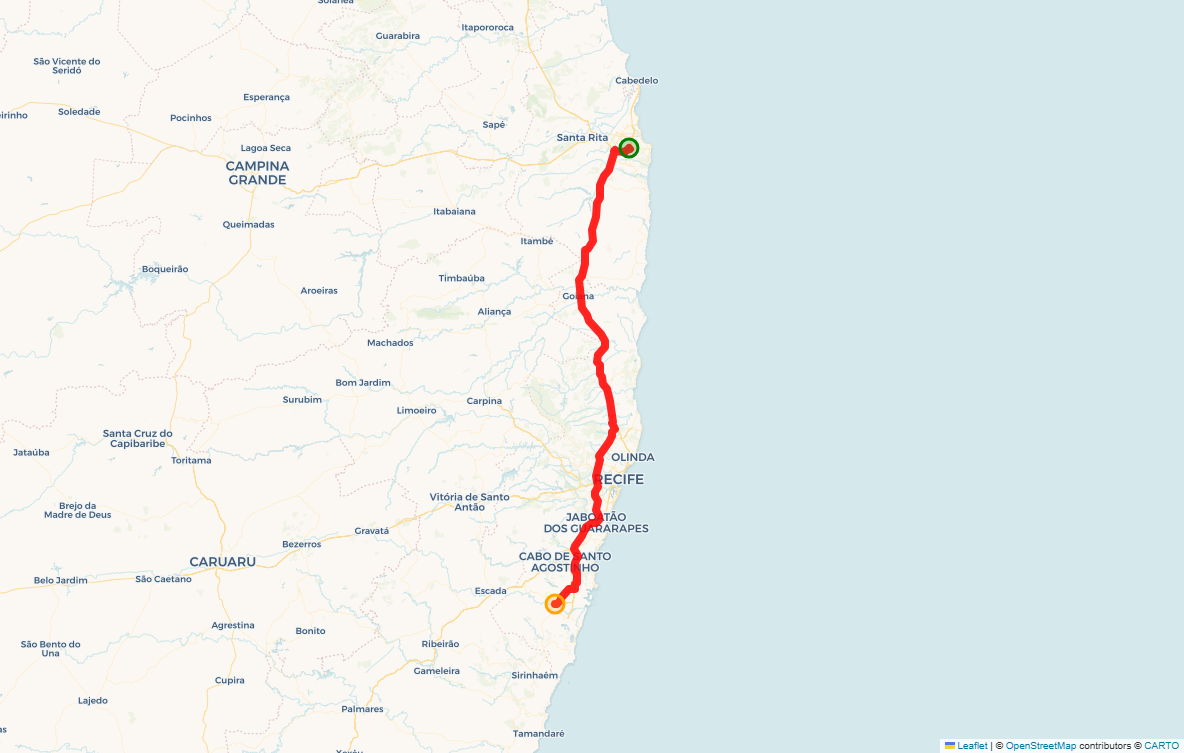 Solânea
Itapororoca
Guarabira
São Vicente do
Seridó
Cabedelo
Esperança
Soledade
eirinho
Pocinhos
Sapé
Santa Rita
Lagoa Seca
CAMPINA
GRANDE
Itabaiana
Queimadas
Itambé
Boqueirão
Timbaúba
Aroeiras
Goiana
Aliança
Machados
Bom Jardim
Surubim
Carpina
Limoeiro
Santa Cruz do
Capibaribe
Jataúba
Toritama
OLINDA
RECIFE
Vitória de Santo
Antão
Brejo da
Madre de Deus
JABOATÃO
DOS GUARARAPES
Gravatá
Bezerros
CARUARU
CABO DE SANTO
AGOSTINHO
Belo Jardim
São Caetano
Escada
Agrestina
Bonito
São Bento do
Una
Ribeirão
Gameleira
Sirinhaém
Cupira
Lajedo
Palmares
Tamandaré
Leaflet | © OpenStreetMap contributors © CARTO